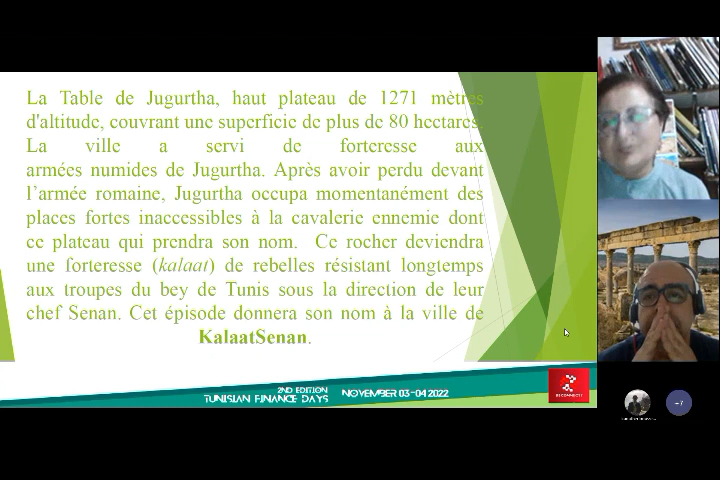 La Table de Jugurtha, haut plateau de 1271 mètres
d'altitude, couvrant une superficie de plus de 80 hectares.
La ville a servi de forteresse aux
armées numides de Jugurtha. Après avoir perdu devant
l'armée romaine, Jugurtha occupa momentanément des
places fortes inaccessibles à la cavalerie ennemie dont
ce plateau qui prendra son nom. Ce rocher deviendra
une forteresse (kalaat) de rebelles résistant longtemps
aux troupes du bey de Tunis sous la direction de leur
chef Senan. Cet épisode donnera son nom à la ville de
KalaatSenan.
2ND EDITION
TUNISIAN FINANCE DAYS
NOVEMBER 03-04 2022
+7